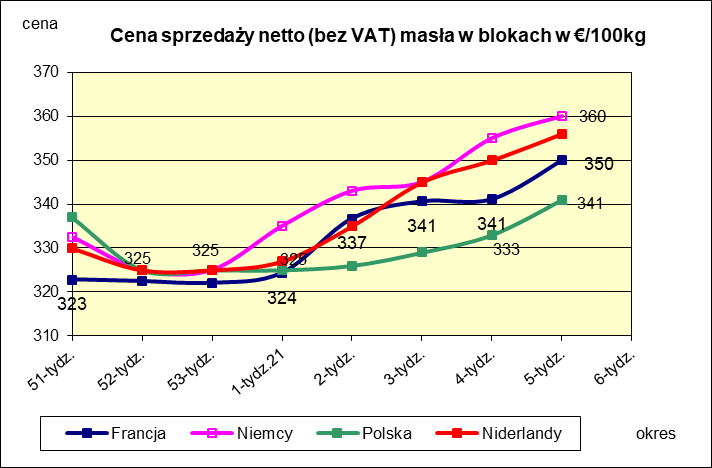 cena
Cena sprzedaży netto (bez VAT) masła w blokach w €/100kg
370
360
350
340
330
320
310
360
350
341
325
325
325
337
341
341
333
323
324
51-tydz.
52-tydz.
53-tydz.
1-tydz.21
2-tydz.
3-tydz.
4-tydz.
5-tydz.
6-tydz.
Francja Niemcy Polska Niderlandy
okres